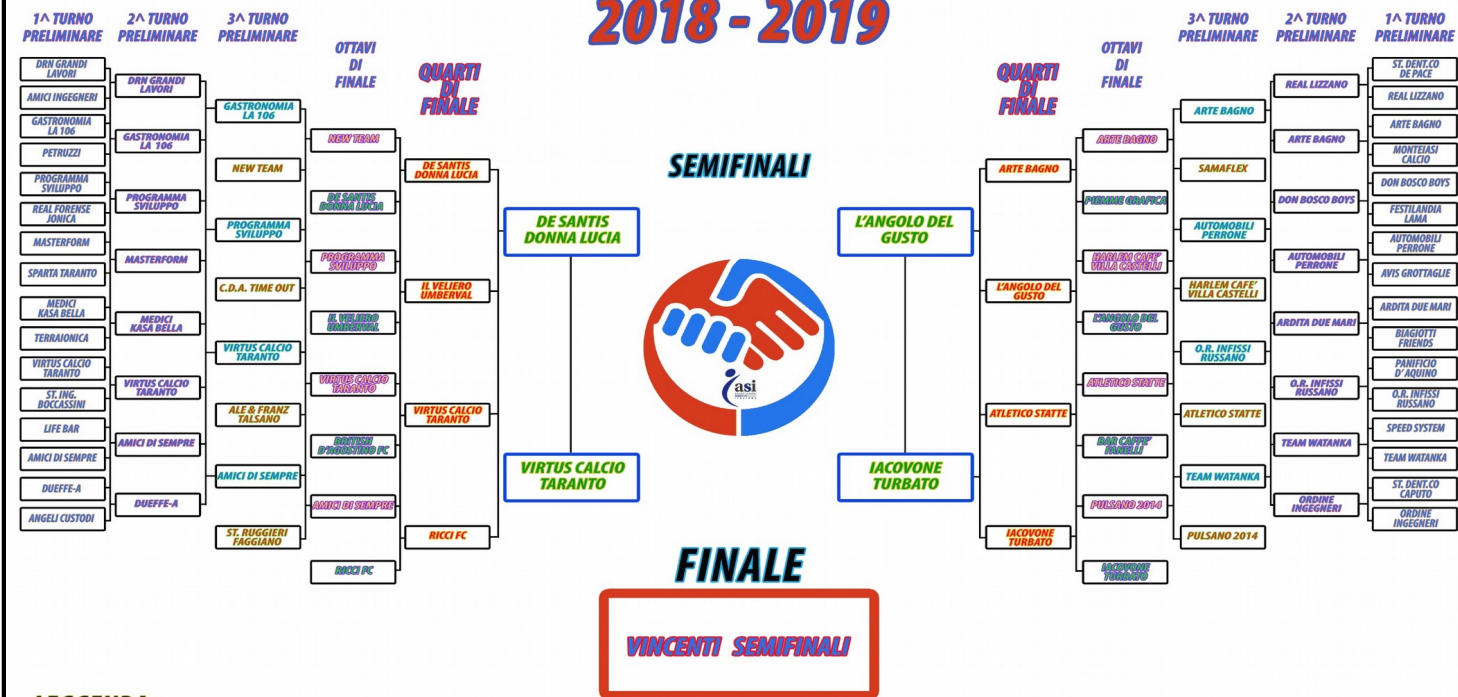 2018 - 2019
1^ TURNO
PRELIMINARE
2^ TURNO
PRELIMINARE
3^ TURNO
PRELIMINARE
OTTAVI
DI
FINALE
QUARTI
DI
FINALE
DRN GRANDI
LAVORI
AMICI INGEGNERI
GASTRONOMIA
LA 106
PETRUZZI
PROGRAMMA
SVILUPPO
REAL FORENSE
JONICA
MASTERFORM
SPARTA TARANTO
MEDICI
KASA BELLA
TERRAIONICA
VIRTUS CALCIO
TARANTO
ST. ING.
BOCCASSINI
LIFE BAR
AMICI DI SEMPRE
DUEFFE-A
ANGELI CUSTODI
DRN GRANDI
LAVORI
GASTRONOMIA
LA 106
PROGRAMMA
SVILUPPO
MASTERFORM
MEDICI
KASA BELLA
VIRTUS CALCIO
TARANTO
AMICI DI SEMPRE
DUEFFE-A
GASTRONOMIA
LA 106
NEW TEAM
PROGRAMMA
SVILUPPO
C.D.A. TIME OUT
VIRTUS CALCIO
TARANTO
ALE & FRANZ
TALSANO
AMICI DI SEMPRE
ST. RUGGIERI
FAGGIANO
NEW TEAM
DE SANTIS
DONNA LUCIA
PROGRAMMA
SVILUPPO
IL VELIERO
UMBERVAL
VIRTUS CALCIO
TARANTO
BRITISH
D'AGOSTINO FC
AMICI DI SEMPRE
RICCI FC
DE SANTIS
DONNA LUCIA
IL VELIERO
UMBERVAL
VIRTUS CALCIO
TARANTO
RICCI FC
SEMIFINALI
DE SANTIS
DONNA LUCIA
VIRTUS CALCIO
TARANTO
L'ANGOLO DEL
GUSTO
IACOVONE
TURBATO
asi
FINALE
VINCENTI SEMIFINALI
QUARTI
DI
FINALE
OTTAVI
DI
FINALE
3^ TURNO
PRELIMINARE
2^ TURNO
PRELIMINARE
1^ TURNO
PRELIMINARE
ARTE BAGNO
L'ANGOLO DEL
GUSTO
ATLETICO STATTE
IACOVONE
TURBATO
ARTE BAGNO
PIEMME GRAFICA
HARLEM CAFE'
VILLA CASTELLI
L'ANGOLO DEL
GUSTO
ATLETICO STATTE
BAR CAFFE'
FANELLI
PULSANO 2014
IACOVONE
TURBATO
ARTE BAGNO
SAMAFLEX
AUTOMOBILI
PERRONE
HARLEM CAFE'
VILLA CASTELLI
O.R. INFISSI
RUSSANO
ATLETICO STATTE
TEAM WATANKA
PULSANO 2014
REAL LIZZANO
ARTE BAGNO
DON BOSCO BOYS
AUTOMOBILI
PERRONE
ARDITA DUE MARI
O.R. INFISSI
RUSSANO
TEAM WATANKA
ORDINE
INGEGNERI
ST. DENT.CO
DE PACE
REAL LIZZANO
ARTE BAGNO
MONTEIASI
CALCIO
DON BOSCO BOYS
FESTILANDIA
LAMA
AUTOMOBILI
PERRONE
AVIS GROTTAGLIE
ARDITA DUE MARI
BIAGIOTTI
FRIENDS
PANIFICIO
D'AQUINO
O.R. INFISSI
RUSSANO
SPEED SYSTEM
TEAM WATANKA
ST. DENT.CO
CAPUTO
ORDINE
INGEGNERI